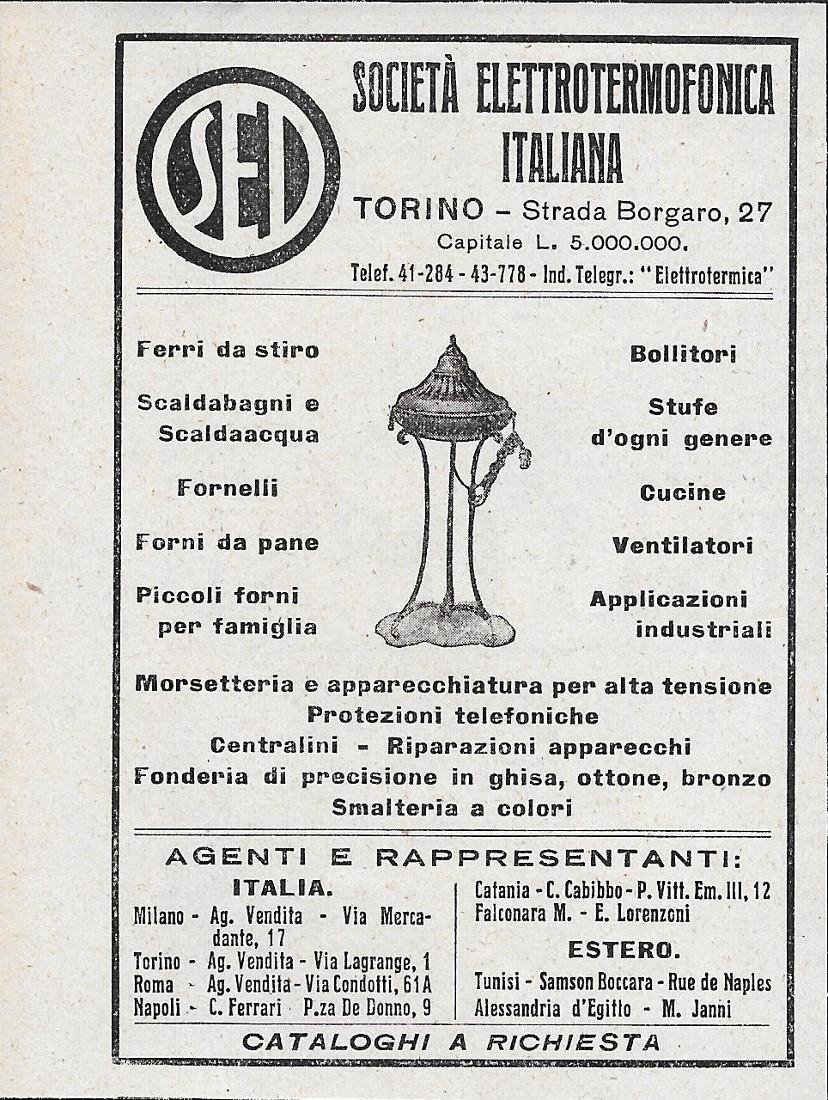 SEI
SOCIETÀ ELETTROTERMOFONICA
ITALIANA
TORINO – Strada Borgaro, 27
Capitale L. 5.000.000.
Telef. 41-284 - 43-778 - Ind. Telegr.: "Elettrotermica"
Ferri da stiro
Scaldabagni e
Scaldaacqua
Fornelli
Forni da pane
Piccoli forni
per famiglia
Bollitori
Stufe
d'ogni genere
Cucine
Ventilatori
Applicazioni
industriali
Morsetteria e apparecchiatura per alta tensione
Protezioni telefoniche
Centralini - Riparazioni apparecchi
Fonderia di precisione in ghisa, ottone, bronzo
Smalteria a colori
AGENTI E RAPPRESENTANTI:
ITALIA.
Milano - Ag. Vendita - Via Merca-
dante, 17
Torino - Ag. Vendita - Via Lagrange, 1
Roma - Ag. Vendita - Via Condotti, 61A
Napoli - C. Ferrari P.za De Donno, 9
Catania - C. Cabibbo - P. Vitt. Em. III, 12
Falconara M. - E. Lorenzoni
ESTERO.
Tunisi - Samson Boccara - Rue de Naples
Alessandria d'Egitto - M. Janni
CATALOGHI A RICHIESTA